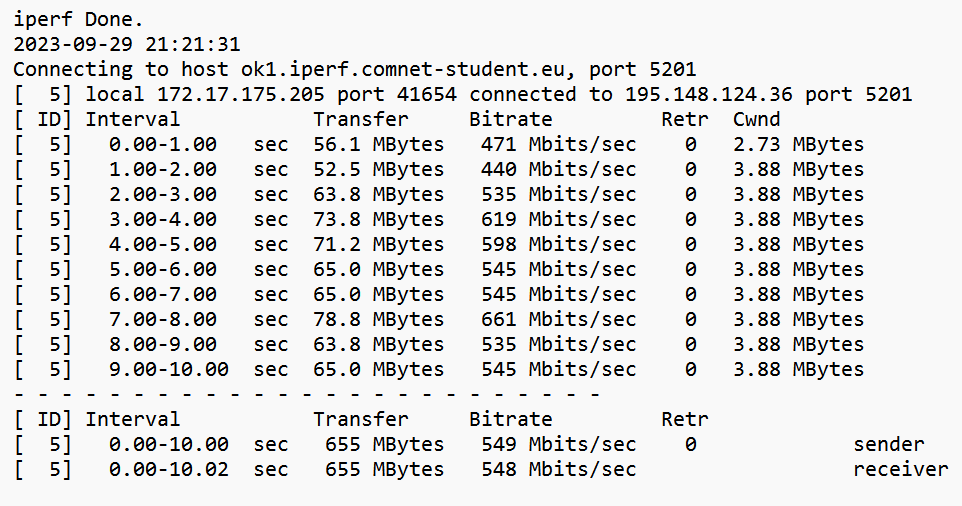 iperf Done.
2023-09-29 21:21:31
Connecting to host ok1.iperf.comnet-student.eu, port 5201
[  5] local 172.17.175.205 port 41654 connected to 195.148.124.36 port 5201
[ ID] Interval           Transfer     Bitrate         Retr  Cwnd
[  5]   0.00-1.00   sec  56.1 MBytes   471 Mbits/sec    0   2.73 MBytes
[  5]   1.00-2.00   sec  52.5 MBytes   440 Mbits/sec    0   3.88 MBytes
[  5]   2.00-3.00   sec  63.8 MBytes   535 Mbits/sec    0   3.88 MBytes
[  5]   3.00-4.00   sec  73.8 MBytes   619 Mbits/sec    0   3.88 MBytes
[  5]   4.00-5.00   sec  71.2 MBytes   598 Mbits/sec    0   3.88 MBytes
[  5]   5.00-6.00   sec  65.0 MBytes   545 Mbits/sec    0   3.88 MBytes
[  5]   6.00-7.00   sec  65.0 MBytes   545 Mbits/sec    0   3.88 MBytes
[  5]   7.00-8.00   sec  78.8 MBytes   661 Mbits/sec    0   3.88 MBytes
[  5]   8.00-9.00   sec  63.8 MBytes   535 Mbits/sec    0   3.88 MBytes
[  5]   9.00-10.00  sec  65.0 MBytes   545 Mbits/sec    0   3.88 MBytes
- - - - - - - - - - - - - - - - - - - - - - - - -
[ ID] Interval           Transfer     Bitrate         Retr
[  5]   0.00-10.00  sec   655 MBytes   549 Mbits/sec    0             sender
[  5]   0.00-10.02  sec   655 MBytes   548 Mbits/sec                  receiver